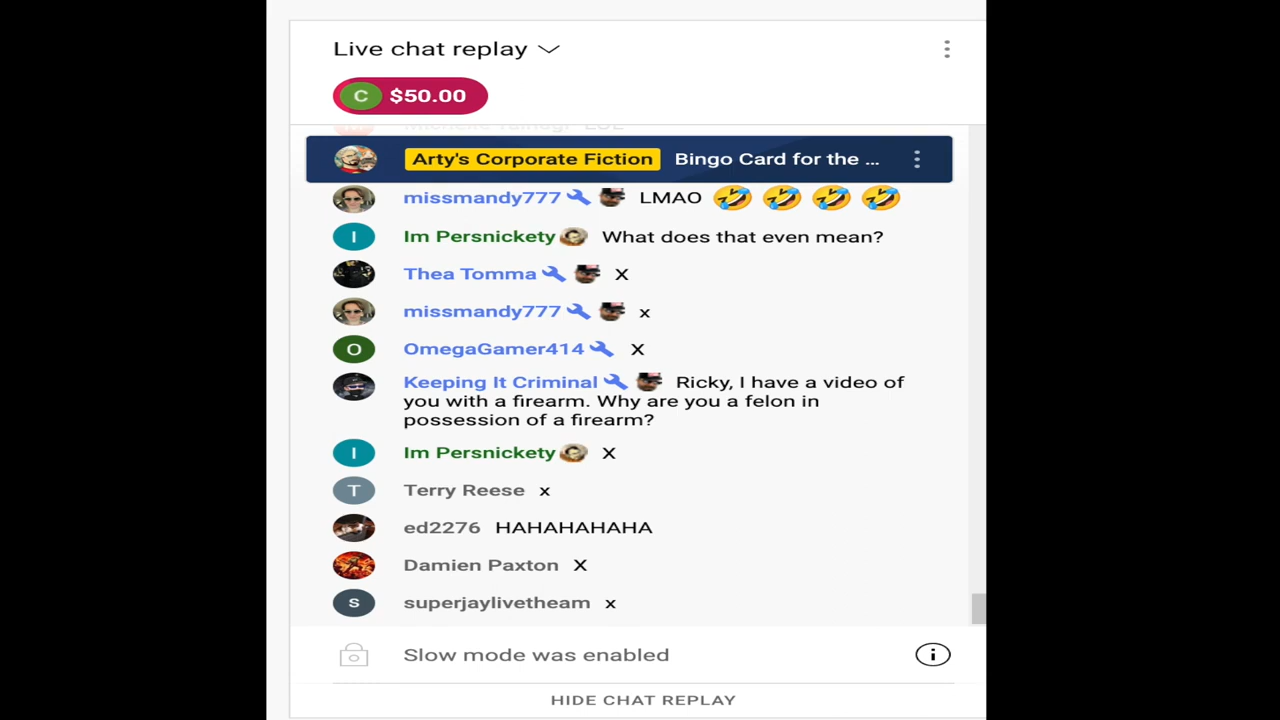 Live chat replay
C $50.00
Arty's Corporate Fiction Bingo Card for the ...
missmandy777 LMAO
I Im Persnickety What does that even mean?
Thea Tomma X
missmandy777 x
O OmegaGamer414 X
Keeping It Criminal Ricky, I have a video of
you with a firearm. Why are you a felon in
possession of a firearm?
I Im Persnickety X
T Terry Reese x
ed2276 HAHAHAHAHA
Damien Paxton X
s superjaylivetheam x
Slow mode was enabled
HIDE CHAT REPLAY